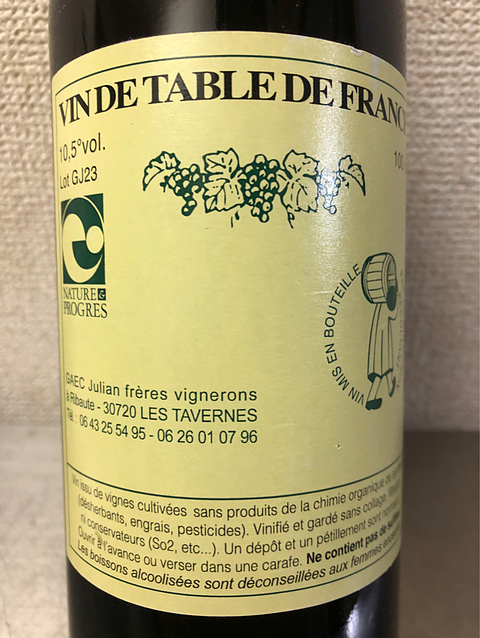 VIN DE TABLE DE FRANC
10,5°vol.
100
Lot GJ23
NATURE &
PROGRES
VIN MIS EN BOUTEILLE
GAEC Julian frères vignerons
à Ribaute - 30720 LES TAVERNES
Tél : 06 43 25 54 95 - 06 26 01 07 96
Vin issu de vignes cultivées sans produits de la chimie organique de
(désherbants, engrais, pesticides). Vinifié et gardé sans collage,
ni conservateurs (So2, etc...). Un dépôt et un pétillement sont
Ouvrir à l'avance ou verser dans une carafe. Ne contient pas de
Les boissons alcoolisées sont déconseillées aux femmes